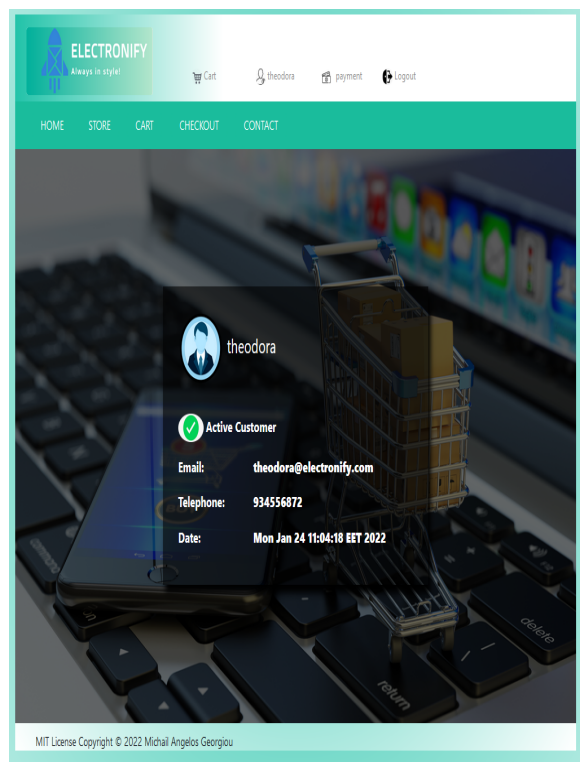 ELECTRONIFY
Always in style!
Cart theodora payment Logout
HOME STORE CART CHECKOUT CONTACT
theodora
Active Customer
Email: theodora@electronify.com
Telephone: 934556872
Date: Mon Jan 24 11:04:18 EET 2022
delete
return
MIT License Copyright © 2022 Michail Angelos Georgiou